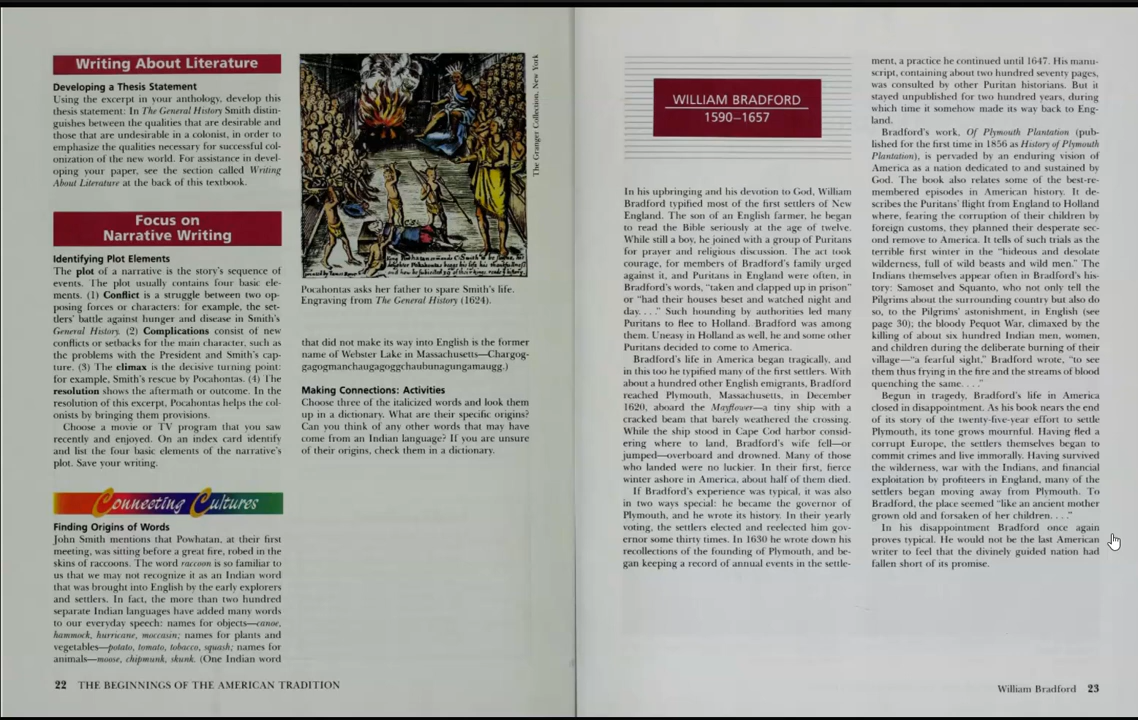 Writing About Literature
Developing a Thesis Statement
Using the excerpt in your anthology, develop this
thesis statement: In The General History Smith distin-
guishes between the qualities that are desirable and
those that are undesirable in a colonist, in order to
emphasize the qualities necessary for successful col-
onization of the new world. For assistance in devel-
oping your paper, see the section called Writing
About Literature at the back of this textbook.
Focus on
Narrative Writing
Identifying Plot Elements
The plot of a narrative is the story's sequence of
events. The plot usually contains four basic ele-
ments. (1) Conflict is a struggle between two op-
posing forces or characters: for example, the set-
tlers' battle against hunger and disease in Smith's
General History. (2) Complications consist of new
conflicts or setbacks for the main character, such as
the problems with the President and Smith's cap-
ture. (3) The climax is the decisive turning point:
for example, Smith's rescue by Pocahontas. (4) The
resolution shows the aftermath or outcome. In the
resolution of this excerpt, Pocahontas helps the col-
onists by bringing them provisions.
Choose a movie or TV program that you saw
recently and enjoyed. On an index card identify
and list the four basic elements of the narrative's
plot. Save your writing.
Connecting Cultures
Finding Origins of Words
John Smith mentions that Powhatan, at their first
meeting, was sitting before a great fire, robed in the
skins of raccoons. The word raccoon is so familiar to
us that we may not recognize it as an Indian word
that was brought into English by the early explorers
and settlers. In fact, the more than two hundred
separate Indian languages have added many words
to our everyday speech: names for objects—canoe,
hammock, hurricane, moccasin; names for plants and
vegetables—potato, tomato, tobacco, squash; names for
animals—moose, chipmunk, skunk. (One Indian word
The Granger Collection, New York
Pocahontas asks her father to spare Smith's life.
Engraving from The General History (1624).
that did not make its way into English is the former
name of Webster Lake in Massachusetts—Chargog-
gagogmanchaugagoggchaubunagungamaugg.)
Making Connections: Activities
Choose three of the italicized words and look them
up in a dictionary. What are their specific origins?
Can you think of any other words that may have
come from an Indian language? If you are unsure
of their origins, check them in a dictionary.
22 THE BEGINNINGS OF THE AMERICAN TRADITION
WILLIAM BRADFORD
1590–1657
In his upbringing and his devotion to God, William
Bradford typified most of the first settlers of New
England. The son of an English farmer, he began
to read the Bible seriously at the age of twelve.
While still a boy, he joined with a group of Puritans
for prayer and religious discussion. The act took
courage, for members of Bradford's family urged
against it, and Puritans in England were often, in
Bradford's words, "taken and clapped up in prison"
or "had their houses beset and watched night and
day. . . ." Such hounding by authorities led many
Puritans to flee to Holland. Bradford was among
them. Uneasy in Holland as well, he and some other
Puritans decided to come to America.
Bradford's life in America began tragically, and
in this too he typified many of the first settlers. With
about a hundred other English emigrants, Bradford
reached Plymouth, Massachusetts, in December
1620, aboard the Mayflower—a tiny ship with a
cracked beam that barely weathered the crossing.
While the ship stood in Cape Cod harbor consid-
ering where to land, Bradford's wife fell—or
jumped—overboard and drowned. Many of those
who landed were no luckier. In their first, fierce
winter ashore in America, about half of them died.
If Bradford's experience was typical, it was also
in two ways special: he became the governor of
Plymouth, and he wrote its history. In their yearly
voting, the settlers elected and reelected him gov-
ernor some thirty times. In 1630 he wrote down his
recollections of the founding of Plymouth, and be-
gan keeping a record of annual events in the settle-
ment, a practice he continued until 1647. His manu-
script, containing about two hundred seventy pages,
was consulted by other Puritan historians. But it
stayed unpublished for two hundred years, during
which time it somehow made its way back to Eng-
land.
Bradford's work, Of Plymouth Plantation (pub-
lished for the first time in 1856 as History of Plymouth
Plantation), is pervaded by an enduring vision of
America as a nation dedicated to and sustained by
God. The book also relates some of the best-re-
membered episodes in American history. It de-
scribes the Puritans' flight from England to Holland
where, fearing the corruption of their children by
foreign customs, they planned their desperate sec-
ond remove to America. It tells of such trials as the
terrible first winter in the "hideous and desolate
wilderness, full of wild beasts and wild men." The
Indians themselves appear often in Bradford's his-
tory: Samoset and Squanto, who not only tell the
Pilgrims about the surrounding country but also do
so, to the Pilgrims' astonishment, in English (see
page 30); the bloody Pequot War, climaxed by the
killing of about six hundred Indian men, women,
and children during the deliberate burning of their
village—"a fearful sight," Bradford wrote, "to see
them thus frying in the fire and the streams of blood
quenching the same. . . ."
Begun in tragedy, Bradford's life in America
closed in disappointment. As his book nears the end
of its story of the twenty-five-year effort to settle
Plymouth, its tone grows mournful. Having fled a
corrupt Europe, the settlers themselves began to
commit crimes and live immorally. Having survived
the wilderness, war with the Indians, and financial
exploitation by profiteers in England, many of the
settlers began moving away from Plymouth. To
Bradford, the place seemed "like an ancient mother
grown old and forsaken of her children. . . ."
In his disappointment Bradford once again
proves typical. He would not be the last American
writer to feel that the divinely guided nation had
fallen short of its promise.
William Bradford 23